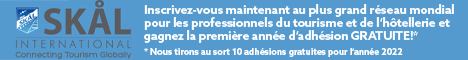 SKÅL
INTERNATIONAL
Connecting Tourism Globally
Inscrivez-vous maintenant au plus grand réseau mondial
pour les professionnels du tourisme et de l'hôtellerie et
gagnez la première année d'adhésion GRATUITE!*
* Nous tirons au sort 10 adhésions gratuites pour l'année 2022